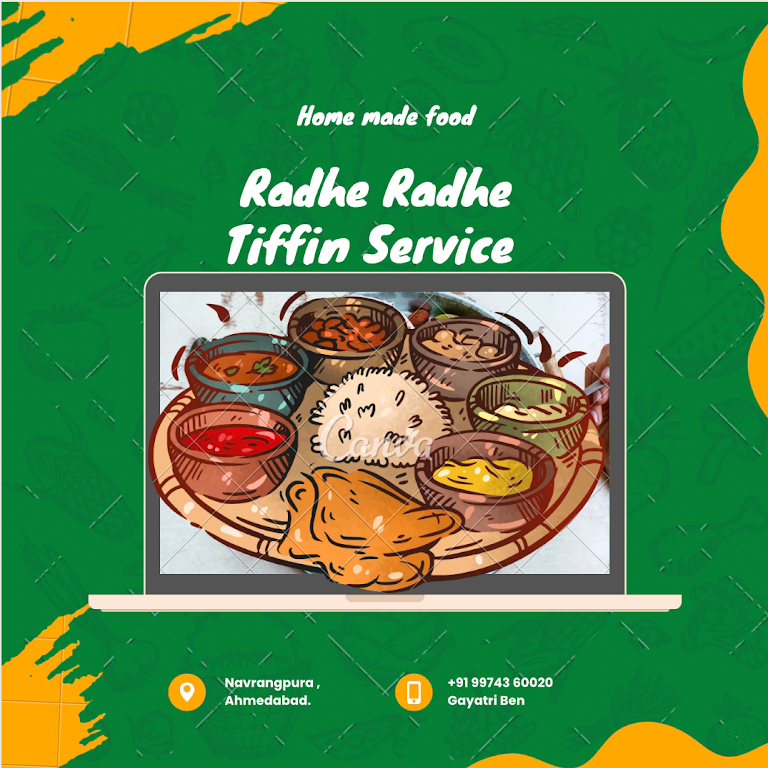 Home made food
Radhe Radhe
Tiffin Service
Canva
Navrangpura ,
Ahmedabad.
+91 99743 60020
Gayatri Ben